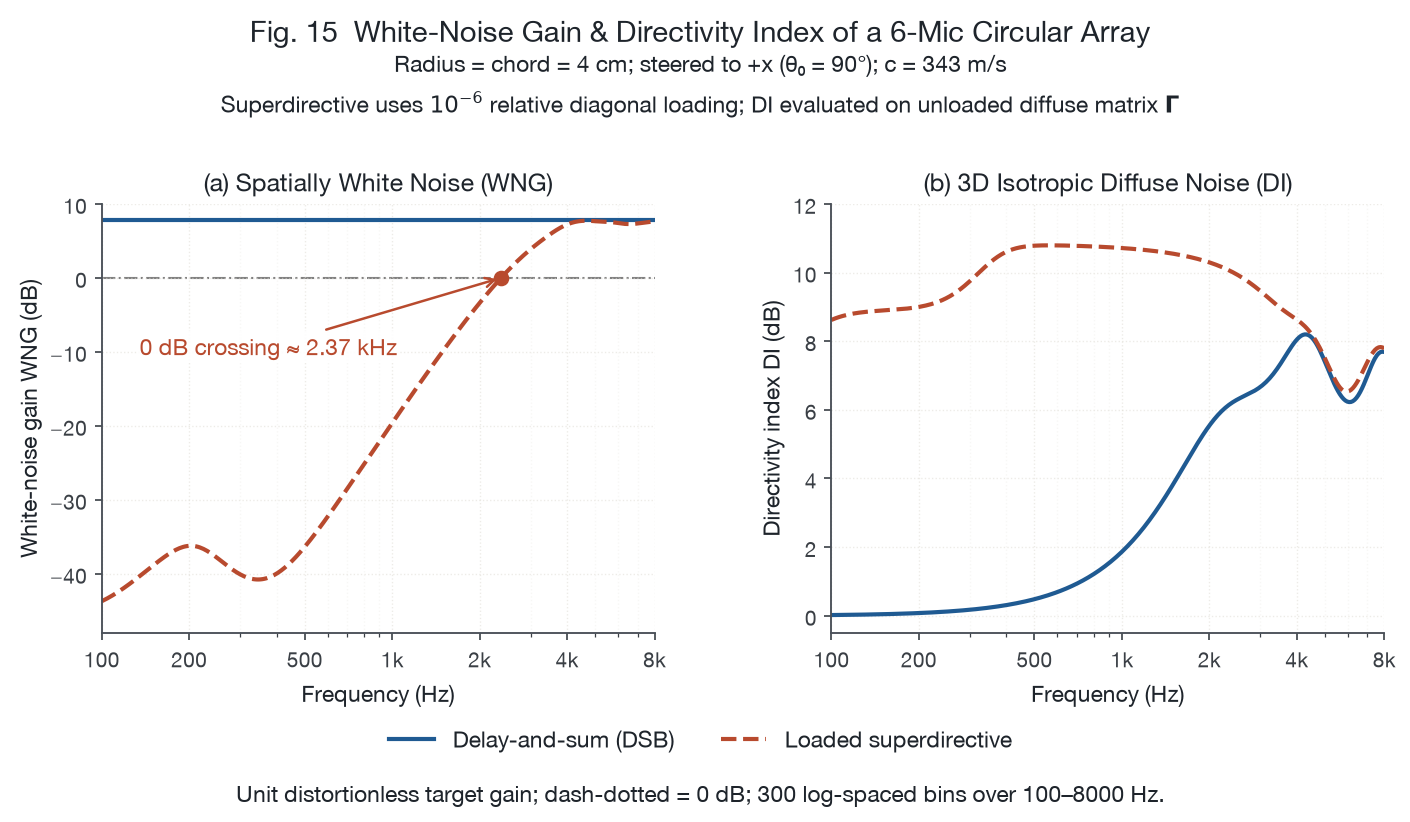 Fig. 15  White-Noise Gain & Directivity Index of a 6-Mic Circular Array
Radius = chord = 4 cm; steered to +x (θ₀ = 90°); c = 343 m/s
Superdirective uses 10⁻⁶ relative diagonal loading; DI evaluated on unloaded diffuse matrix Γ
(a) Spatially White Noise (WNG)
White-noise gain WNG (dB)
10
0
−10
−20
−30
−40
0 dB crossing ≈ 2.37 kHz
100 200 500 1k 2k 4k 8k
Frequency (Hz)
(b) 3D Isotropic Diffuse Noise (DI)
Directivity index DI (dB)
12
10
8
6
4
2
0
100 200 500 1k 2k 4k 8k
Frequency (Hz)
Delay-and-sum (DSB) Loaded superdirective
Unit distortionless target gain; dash-dotted = 0 dB; 300 log-spaced bins over 100–8000 Hz.